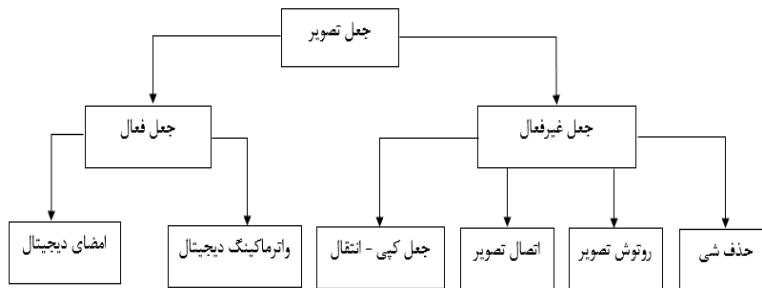 جعل تصویر
جعل غیرفعال
جعل فعال
حذف شی
روتوش تصویر
اتصال تصویر
جعل کپی - انتقال
واترماکینگ دیجیتال
امضای دیجیتال